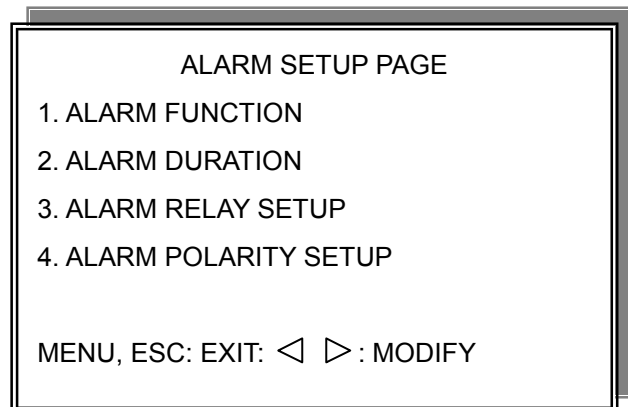 ALARM SETUP PAGE
1. ALARM FUNCTION
2. ALARM DURATION
3. ALARM RELAY SETUP
4. ALARM POLARITY SETUP
MENU, ESC: EXIT: ◁ ▷ : MODIFY